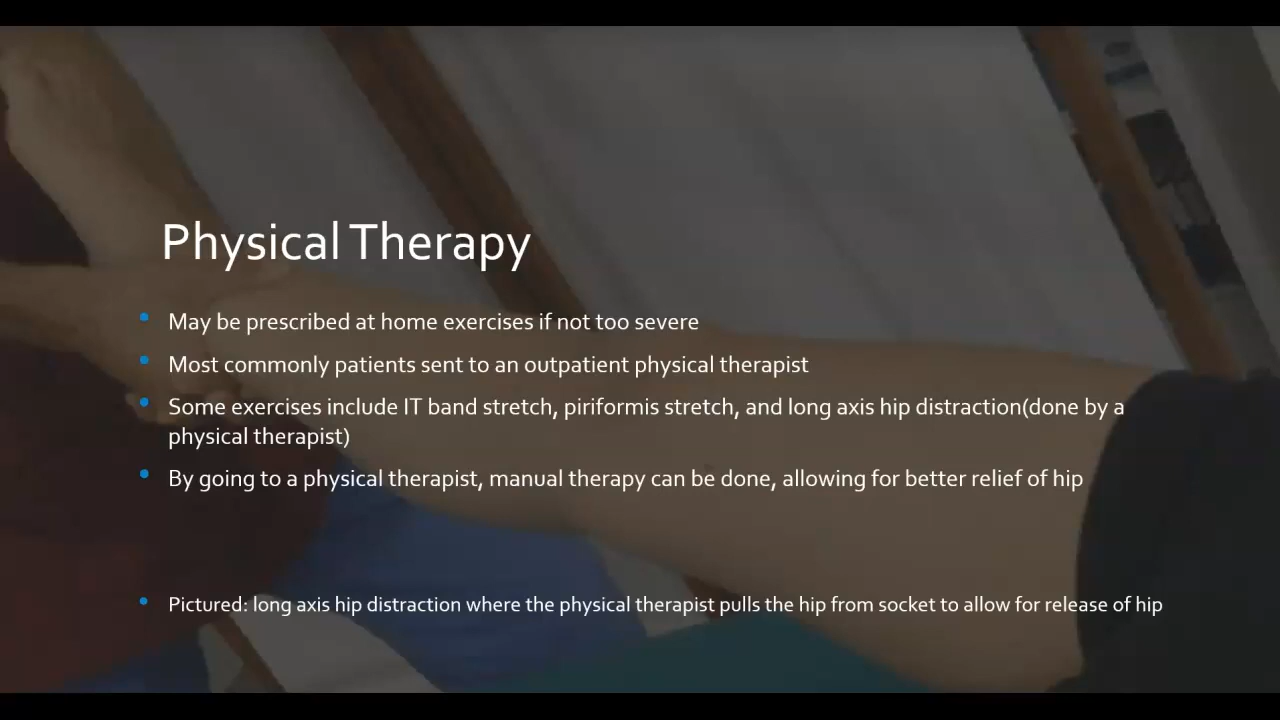 Physical Therapy
May be prescribed at home exercises if not too severe
Most commonly patients sent to an outpatient physical therapist
Some exercises include IT band stretch, piriformis stretch, and long axis hip distraction(done by a
physical therapist)
By going to a physical therapist, manual therapy can be done, allowing for better relief of hip
Pictured: long axis hip distraction where the physical therapist pulls the hip from socket to allow for release of hip